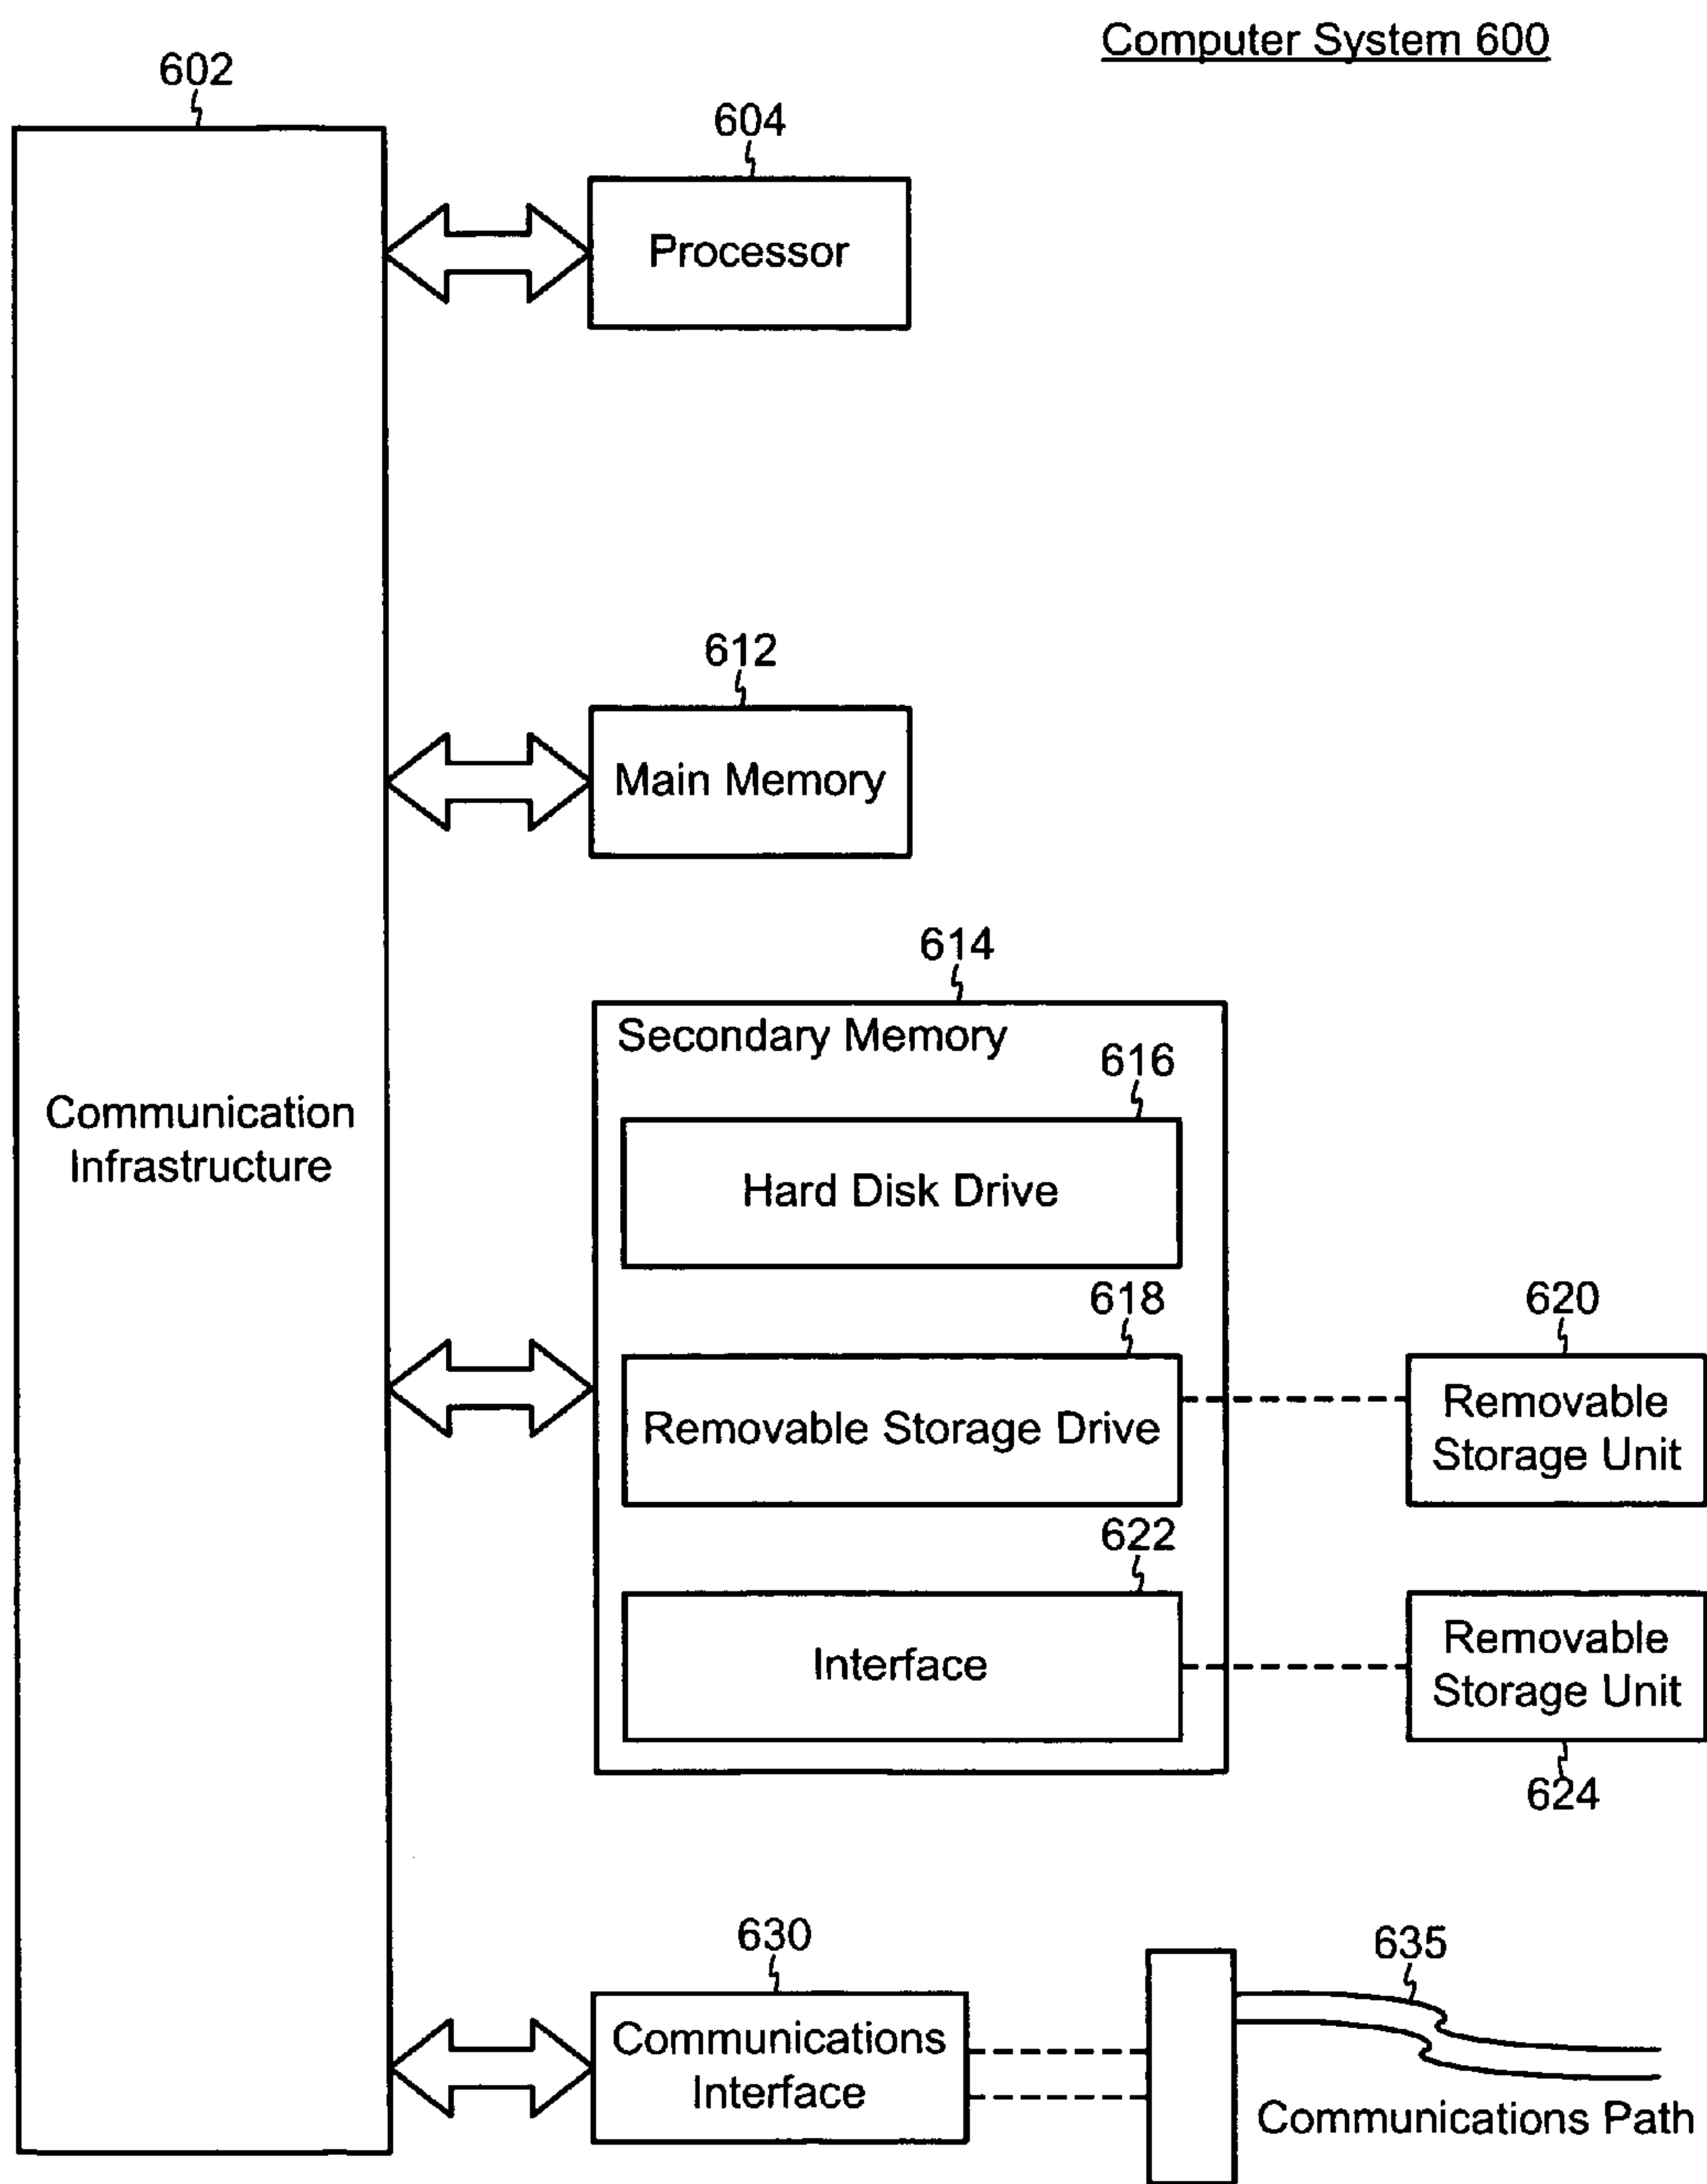 Computer System 600
602
604
Processor
612
Main Memory
614
Secondary Memory
616
Communication
Infrastructure
Hard Disk Drive
618
620
Removable Storage Drive
Removable
Storage Unit
622
Interface
Removable
Storage Unit
624
630
635
Communications
Interface
Communications Path